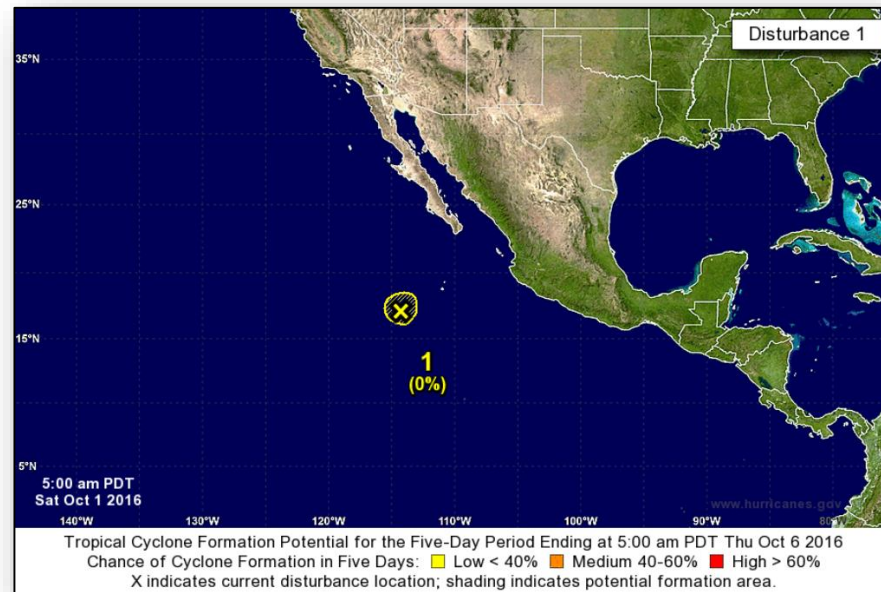 Disturbance 1
35°N
25°N
15°N
1
(0%)
5°N
5:00 am PDT
Sat Oct 1 2016
www.hurricanes.gov
140°W 130°W 120°W 110°W 100°W 90°W 80°W
Tropical Cyclone Formation Potential for the Five-Day Period Ending at 5:00 am PDT Thu Oct 6 2016
Chance of Cyclone Formation in Five Days: Low < 40% Medium 40-60% High > 60%
X indicates current disturbance location; shading indicates potential formation area.